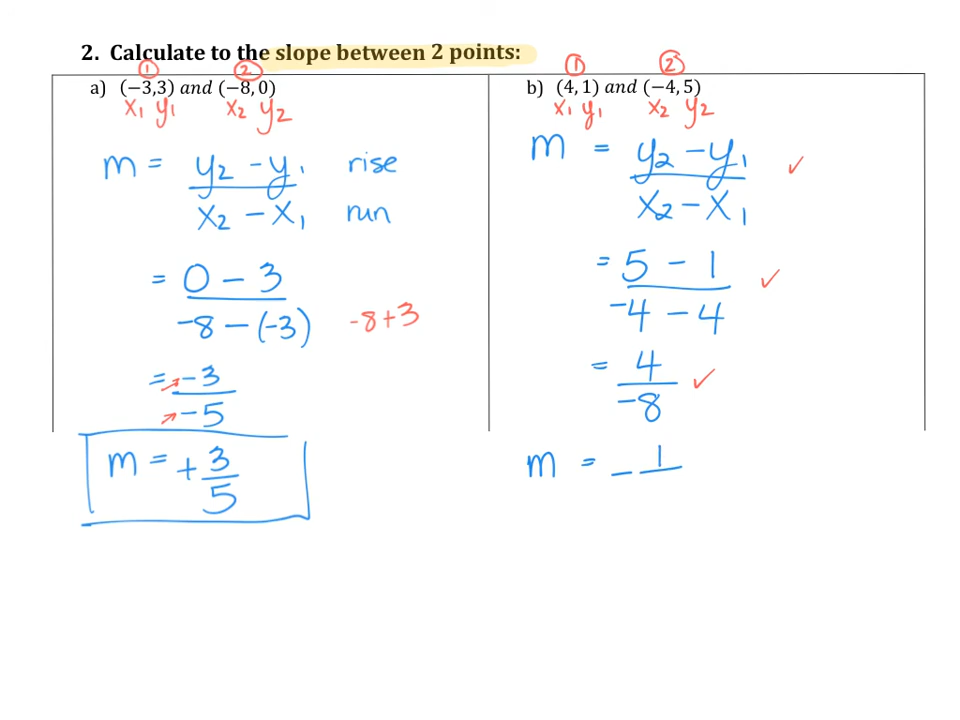 2. Calculate to the slope between 2 points:
① ②
a) (−3,3) and (−8,0)
x₁ y₁ x₂ y₂
m = y₂ − y₁ rise
x₂ − x₁ run
= 0 − 3
-8 − (-3) -8+3
= -3
-5
m = + 3
5
① ②
b) (4,1) and (−4,5)
x₁ y₁ x₂ y₂
m = y₂ − y₁ ✓
x₂ − x₁
= 5 − 1 ✓
-4 − 4
= 4 ✓
-8
m = − 1